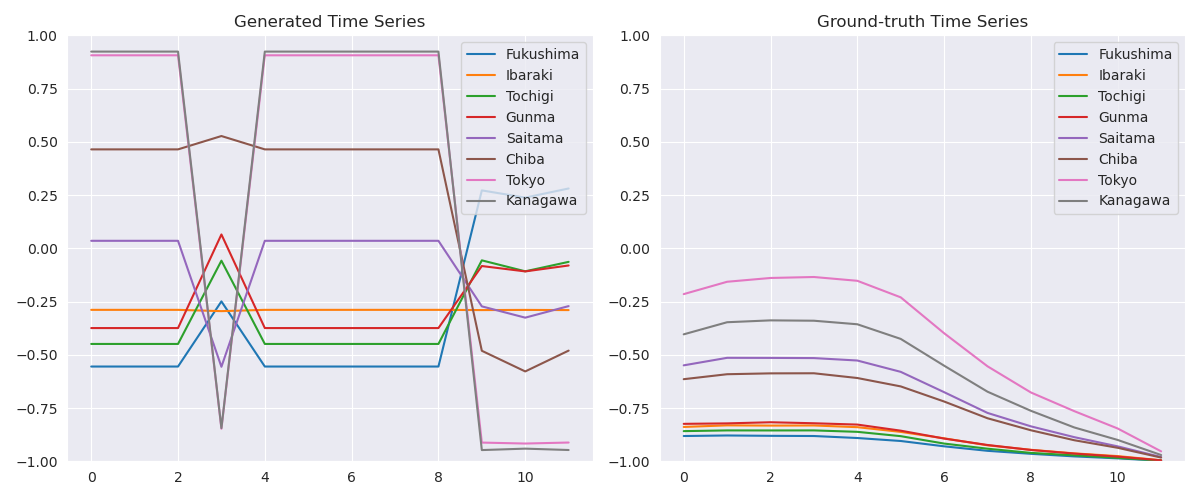 Generated Time Series
1.00
0.75
0.50
0.25
0.00
−0.25
−0.50
−0.75
−1.00
0 2 4 6 8 10
Fukushima
Ibaraki
Tochigi
Gunma
Saitama
Chiba
Tokyo
Kanagawa
Ground-truth Time Series
1.00
0.75
0.50
0.25
0.00
−0.25
−0.50
−0.75
−1.00
0 2 4 6 8 10
Fukushima
Ibaraki
Tochigi
Gunma
Saitama
Chiba
Tokyo
Kanagawa